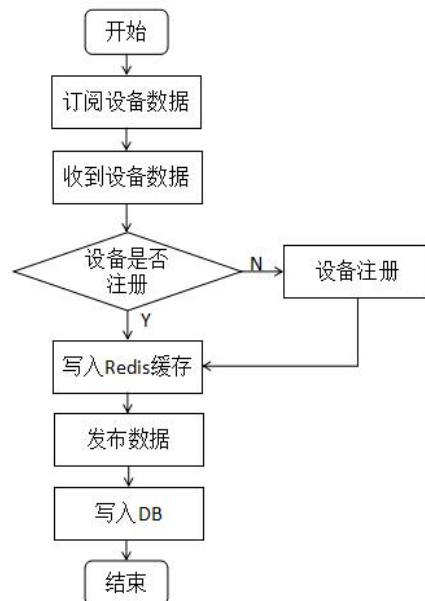 开始
订阅设备数据
收到设备数据
设备是否
注册
N
设备注册
Y
写入Redis缓存
发布数据
写入DB
结束